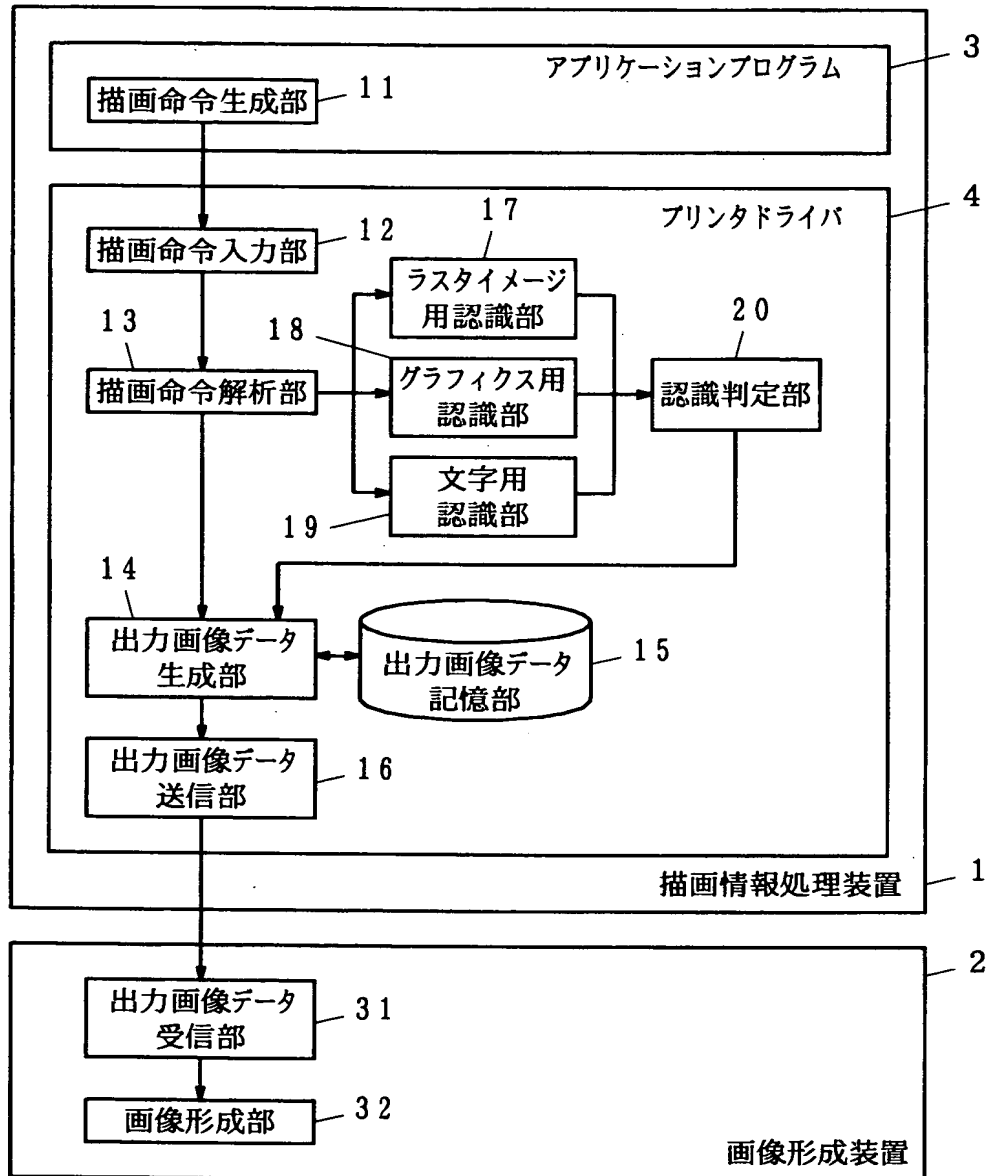 アプリケーションプログラム
3
描画命令生成部
11
プリンタドライバ
4
描画命令入力部
12
17
ラスタイメージ
用認識部
描画命令解析部
13
18
グラフィクス用
認識部
20
認識判定部
文字用
認識部
19
14
出力画像データ
生成部
出力画像データ
記憶部
15
出力画像データ
送信部
16
描画情報処理装置
1
2
出力画像データ
受信部
31
画像形成部
32
画像形成装置